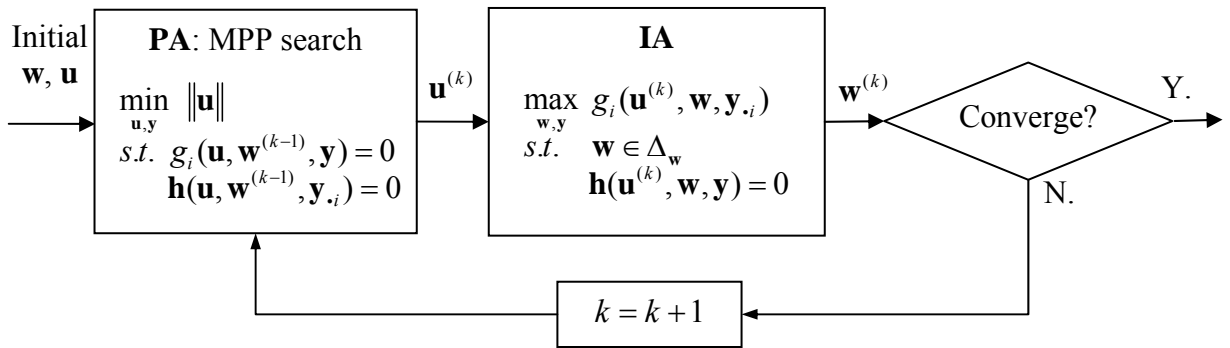 Initial
w, u
PA: MPP search
min ‖u‖
u,y
s.t. g_i(u, w^(k−1), y) = 0
h(u, w^(k−1), y_•i) = 0
u^(k)
IA
max g_i(u^(k), w, y_•i)
w,y
s.t. w ∈ Δ_w
h(u^(k), w, y) = 0
w^(k)
Converge?
Y.
N.
k = k + 1